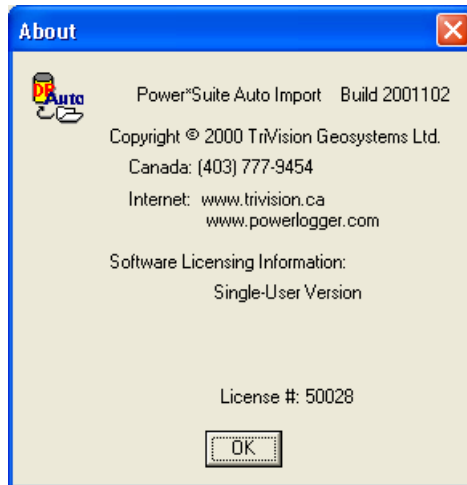 About
DB
Auto
Power*Suite Auto Import Build 2001102
Copyright © 2000 TriVision Geosystems Ltd.
Canada: (403) 777-9454
Internet: www.trivision.ca
www.powerlogger.com
Software Licensing Information:
Single-User Version
License #: 50028
OK